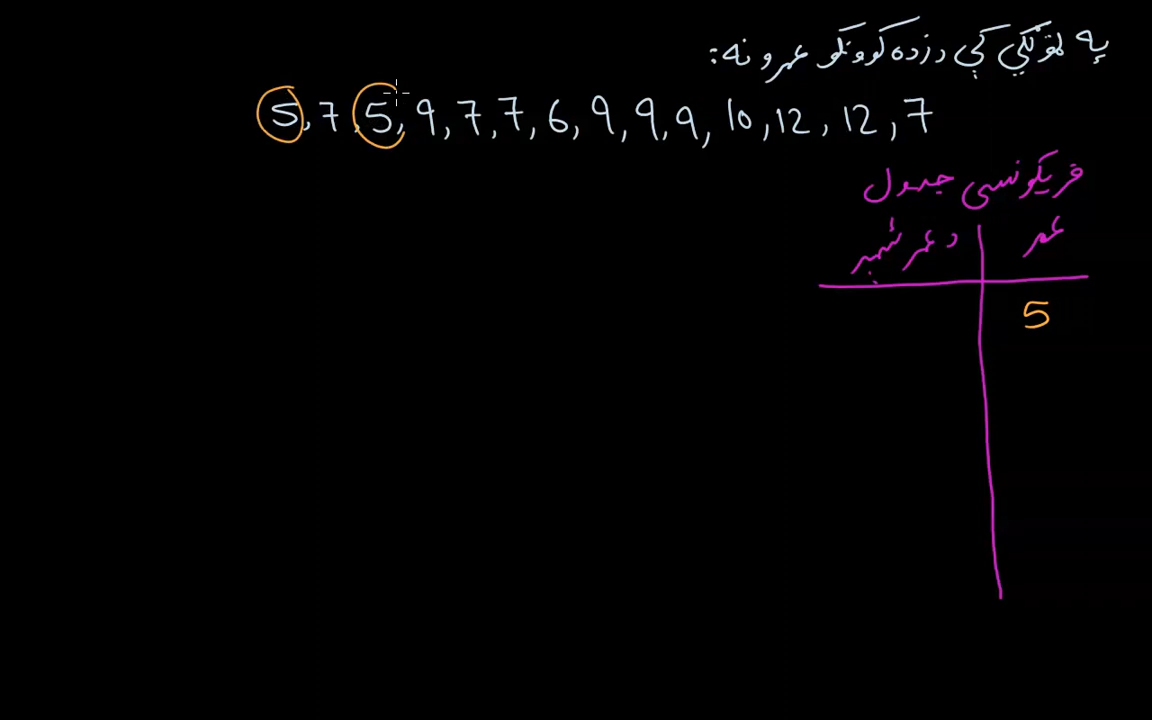 په ټولګي کې د زده کوونکو عمرونه:
5, 7, 5, 9, 7, 7, 6, 9, 9, 9, 10, 12, 12, 7
فریکونسی جدول
عمر د عمر شمېر
5